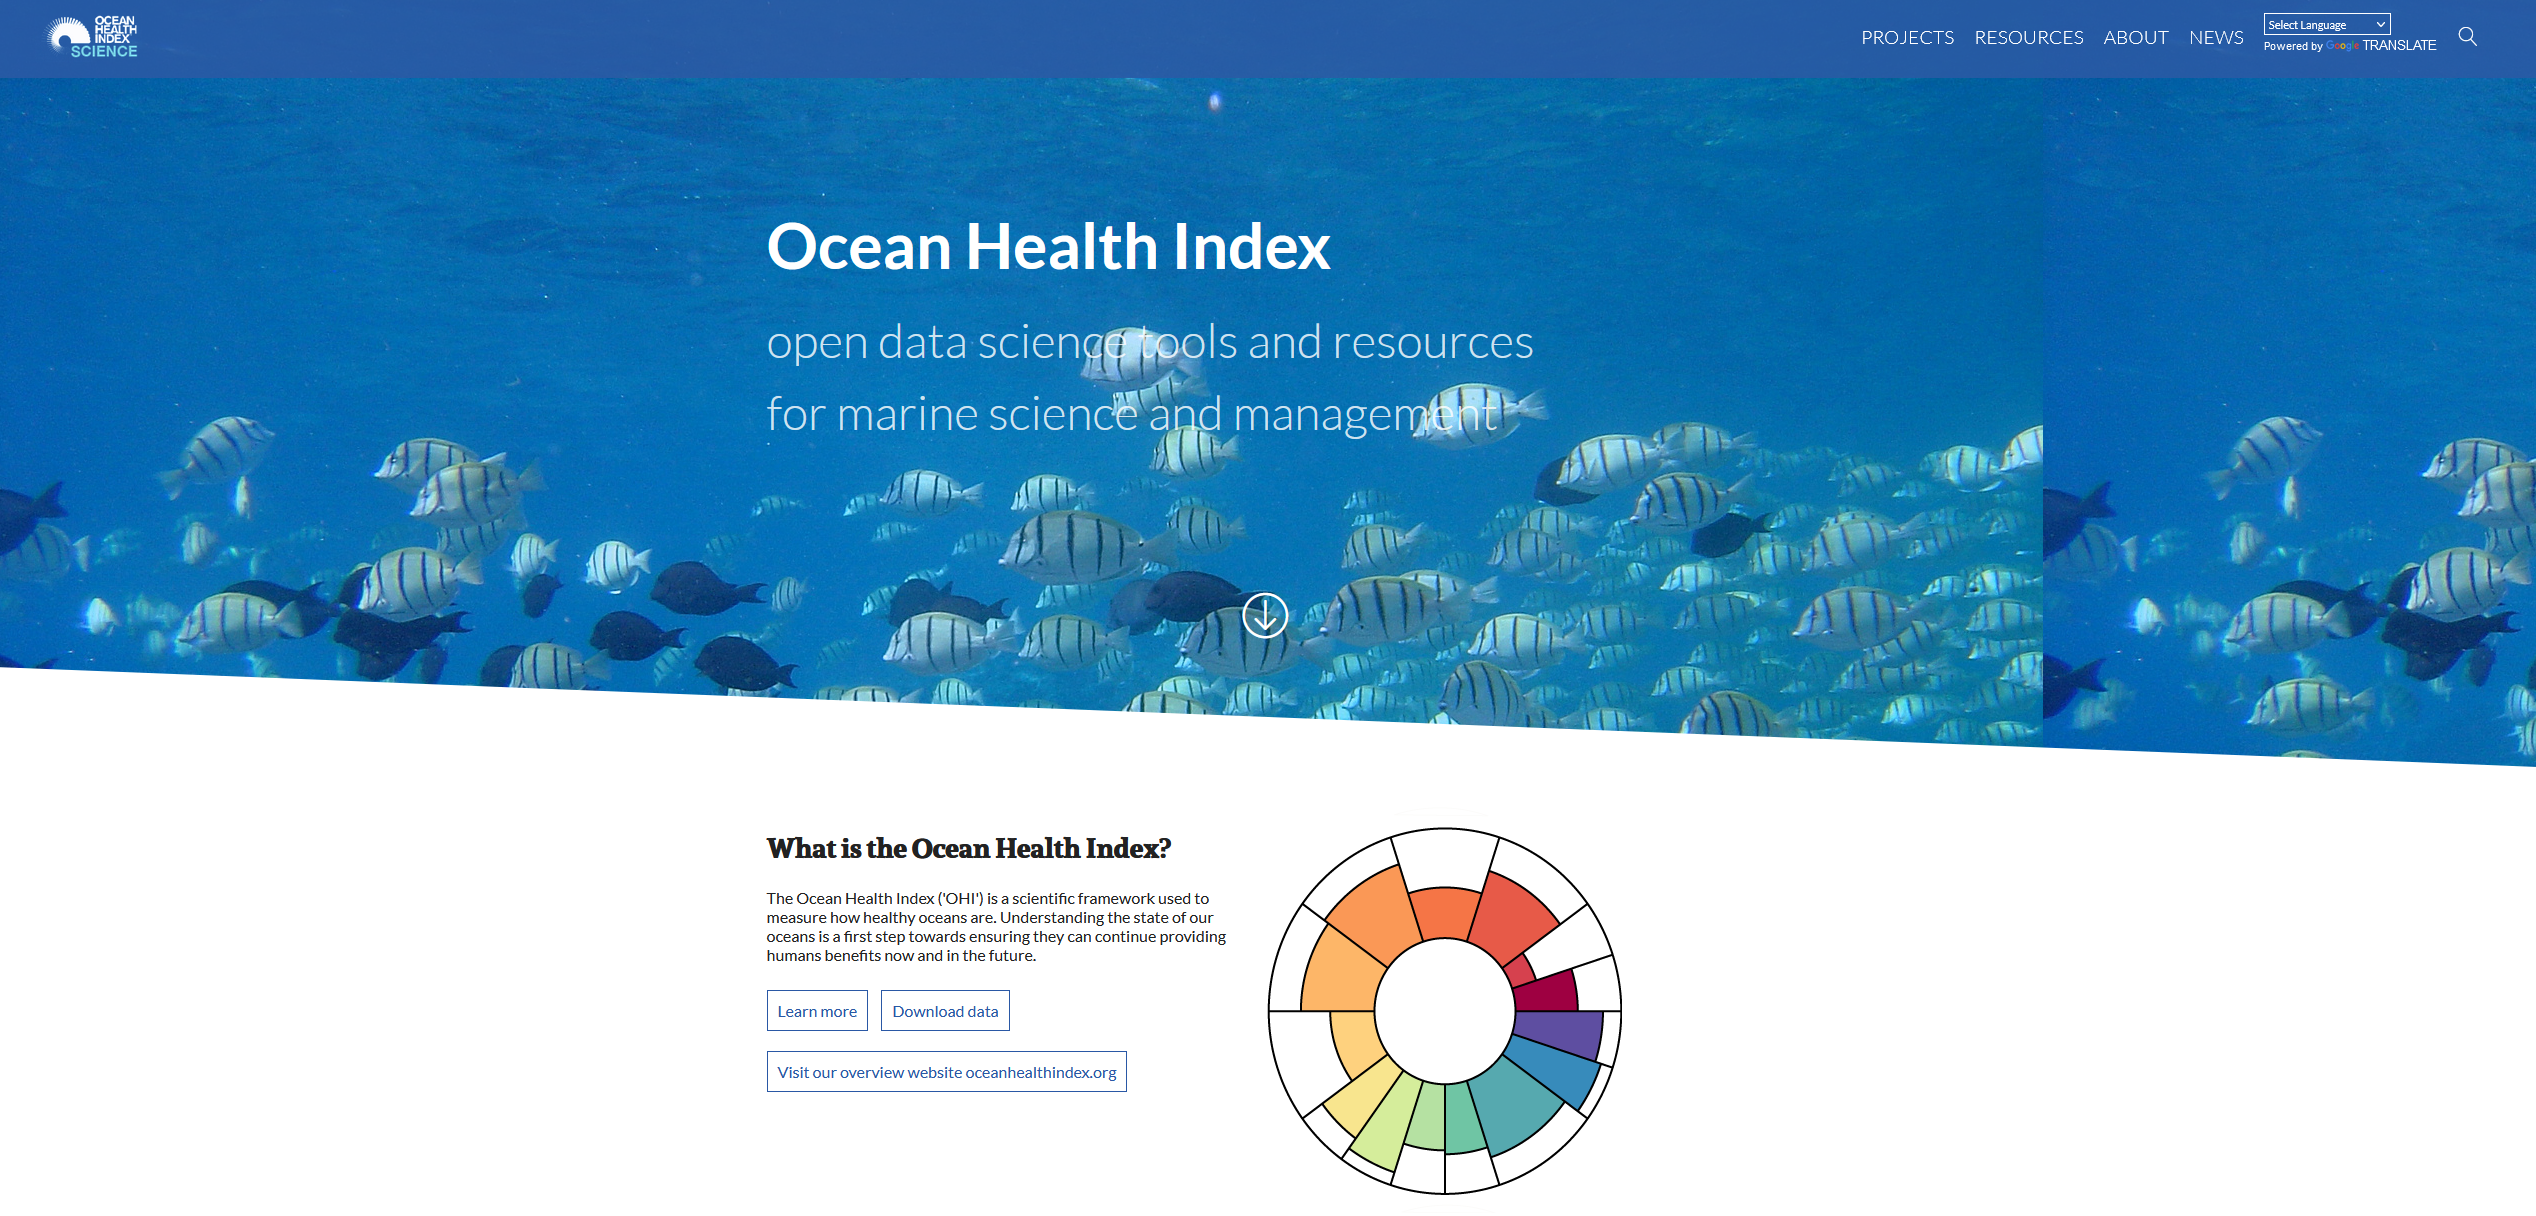 OCEAN
HEALTH
INDEX
SCIENCE
PROJECTS RESOURCES ABOUT NEWS
Select Language
Powered by Google TRANSLATE
Ocean Health Index
open data science tools and resources
for marine science and management
What is the Ocean Health Index?
The Ocean Health Index ('OHI') is a scientific framework used to
measure how healthy oceans are. Understanding the state of our
oceans is a first step towards ensuring they can continue providing
humans benefits now and in the future.
Learn more Download data
Visit our overview website oceanhealthindex.org